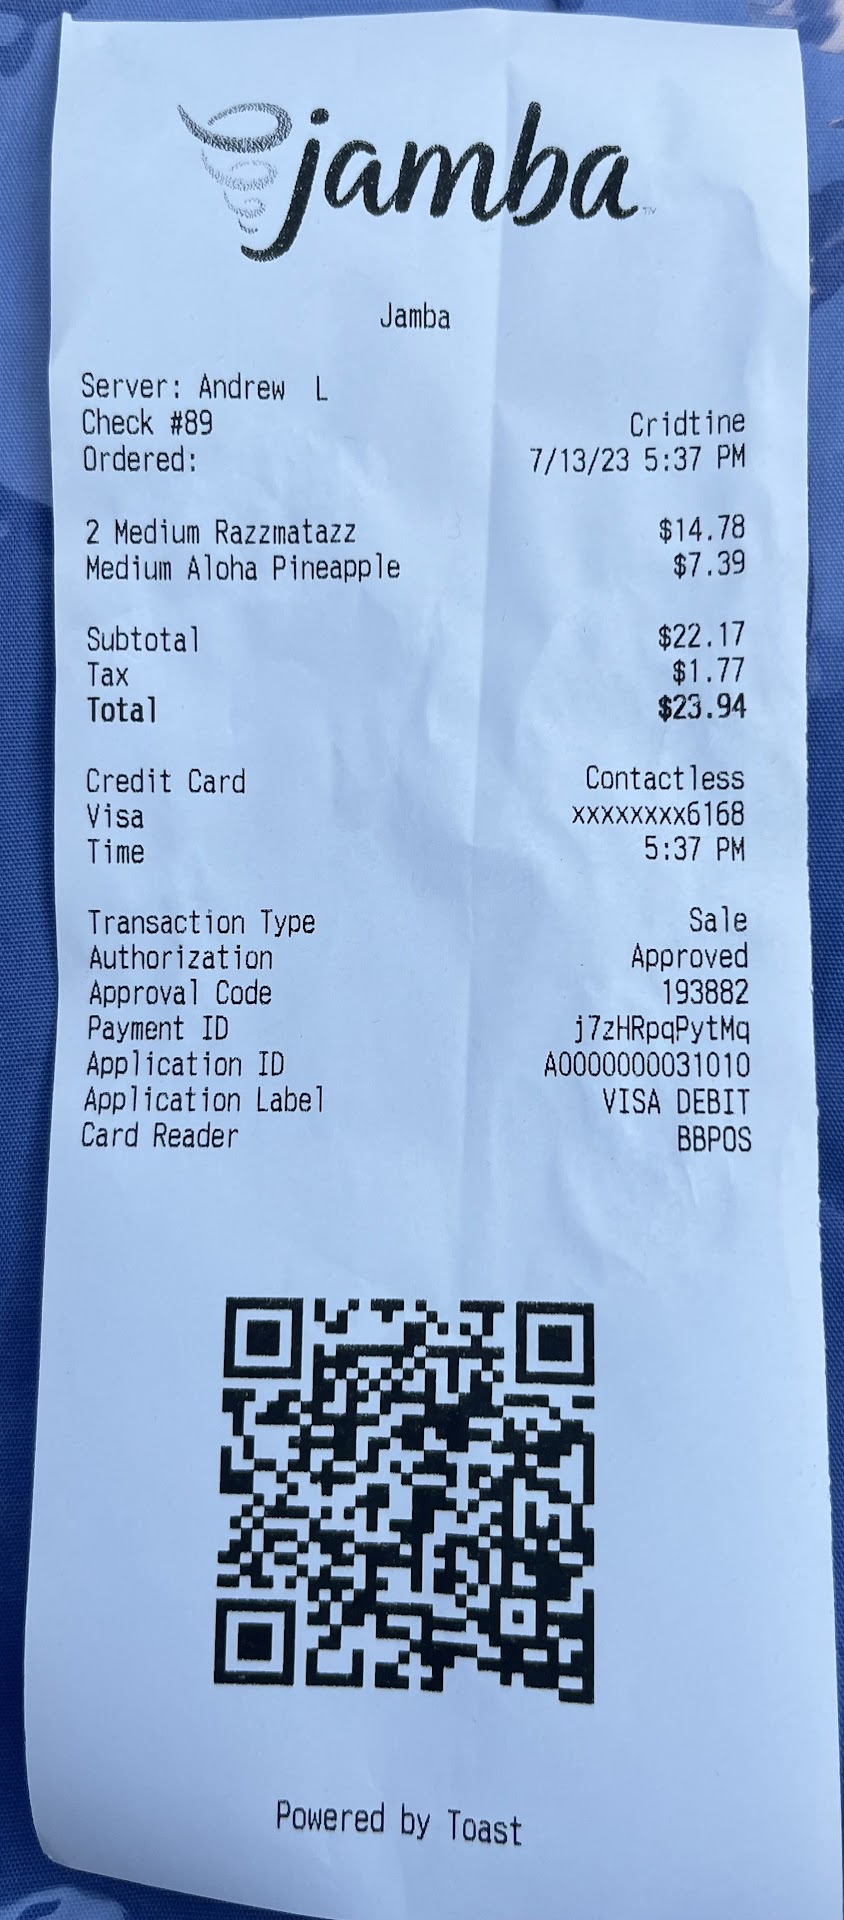 jamba™
Jamba
Server: Andrew L
Check #89 Cridtine
Ordered: 7/13/23 5:37 PM
2 Medium Razzmatazz $14.78
Medium Aloha Pineapple $7.39
Subtotal $22.17
Tax $1.77
Total $23.94
Credit Card Contactless
Visa xxxxxxxx6168
Time 5:37 PM
Transaction Type Sale
Authorization Approved
Approval Code 193882
Payment ID j7zHRpqPytMq
Application ID A0000000031010
Application Label VISA DEBIT
Card Reader BBPOS
Powered by Toast